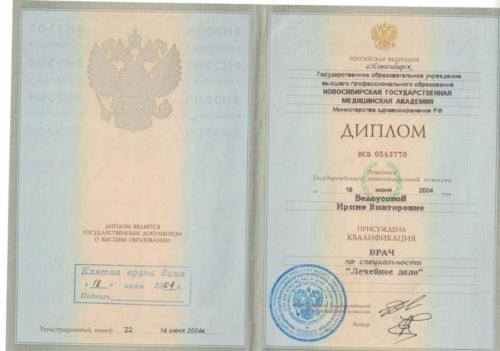 ДИПЛОМ ЯВЛЯЕТСЯ
ГОСУДАРСТВЕННЫМ ДОКУМЕНТОМ
О ВЫСШЕМ ОБРАЗОВАНИИ
Клятва врача дана
"18" июня 2004 г.
Подпись
Регистрационный номер 22 18 июня 2004г.
РОССИЙСКАЯ ФЕДЕРАЦИЯ
г.Новосибирск
Государственное образовательное учреждение
высшего профессионального образования
НОВОСИБИРСКАЯ ГОСУДАРСТВЕННАЯ
МЕДИЦИНСКАЯ АКАДЕМИЯ
Министерства здравоохранения РФ
ДИПЛОМ
ВСБ 0543770
Решением
Государственной аттестационной комиссии
от 18 июня 2004 года
Белоусовой
Ирине Викторовне
ПРИСУЖДЕНА
КВАЛИФИКАЦИЯ
ВРАЧ
по специальности
"Лечебное дело"
Ректор